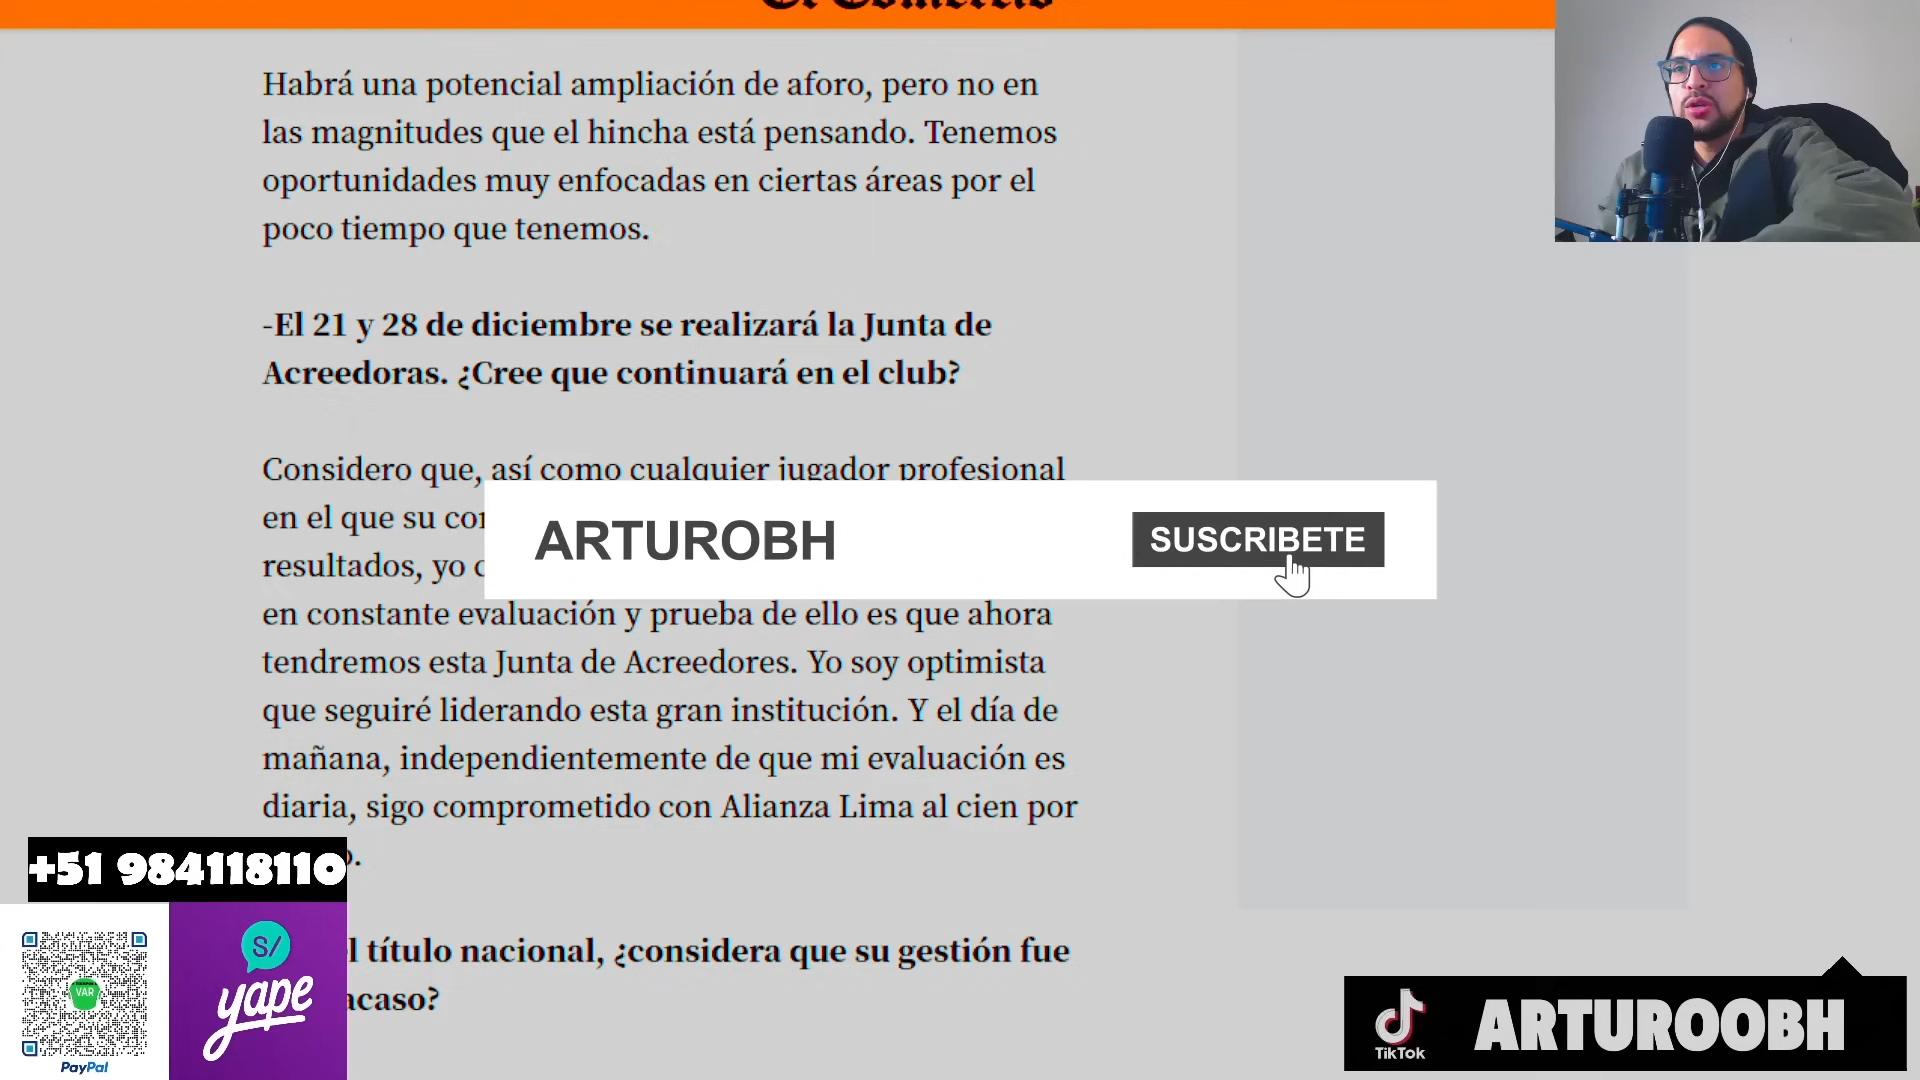 El Comercio
Habrá una potencial ampliación de aforo, pero no en
las magnitudes que el hincha está pensando. Tenemos
oportunidades muy enfocadas en ciertas áreas por el
poco tiempo que tenemos.
-El 21 y 28 de diciembre se realizará la Junta de
Acreedoras. ¿Cree que continuará en el club?
Considero que, así como cualquier jugador profesional
en el que su
resultados, yo
en constante evaluación y prueba de ello es que ahora
tendremos esta Junta de Acreedores. Yo soy optimista
que seguiré liderando esta gran institución. Y el día de
mañana, independientemente de que mi evaluación es
diaria, sigo comprometido con Alianza Lima al cien por
título nacional, ¿considera que su gestión fue
ARTUROBH
SUSCRIBETE
+51 984118110
VAR
PayPal
S/
yape
TikTok
ARTUROOBH